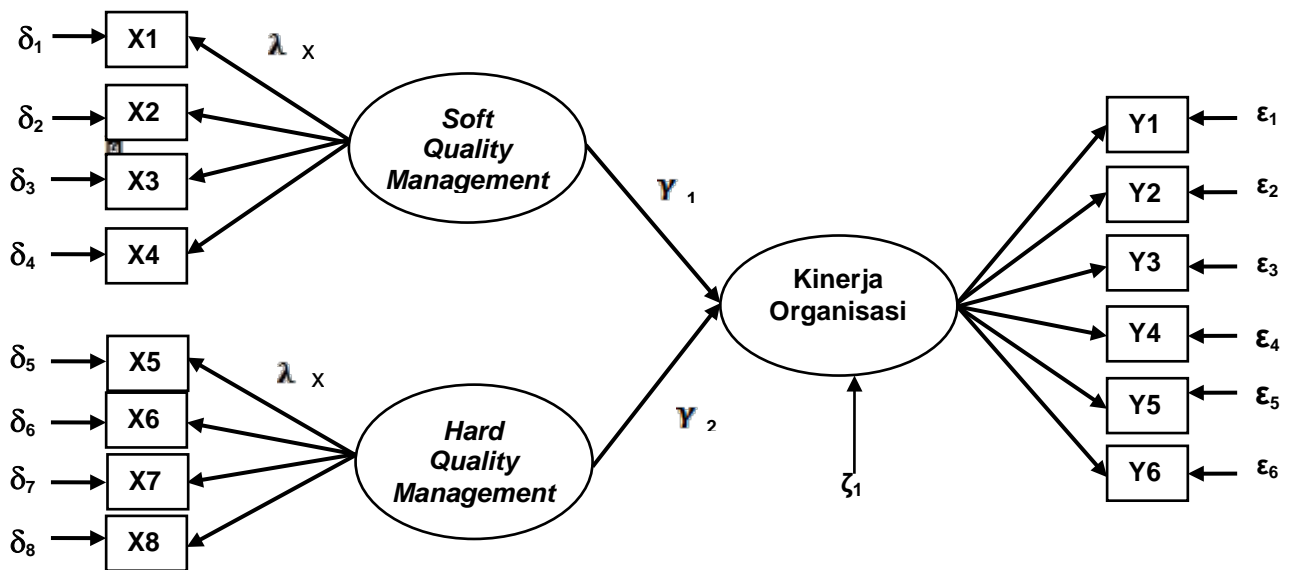 δ1
X1
λ x
δ2
X2
δ3
X3
δ4
X4
Soft
Quality
Management
γ 1
δ5
X5
λ x
δ6
X6
δ7
X7
δ8
X8
Hard
Quality
Management
γ 2
Kinerja
Organisasi
ζ1
Y1
ε1
Y2
ε2
Y3
ε3
Y4
ε4
Y5
ε5
Y6
ε6